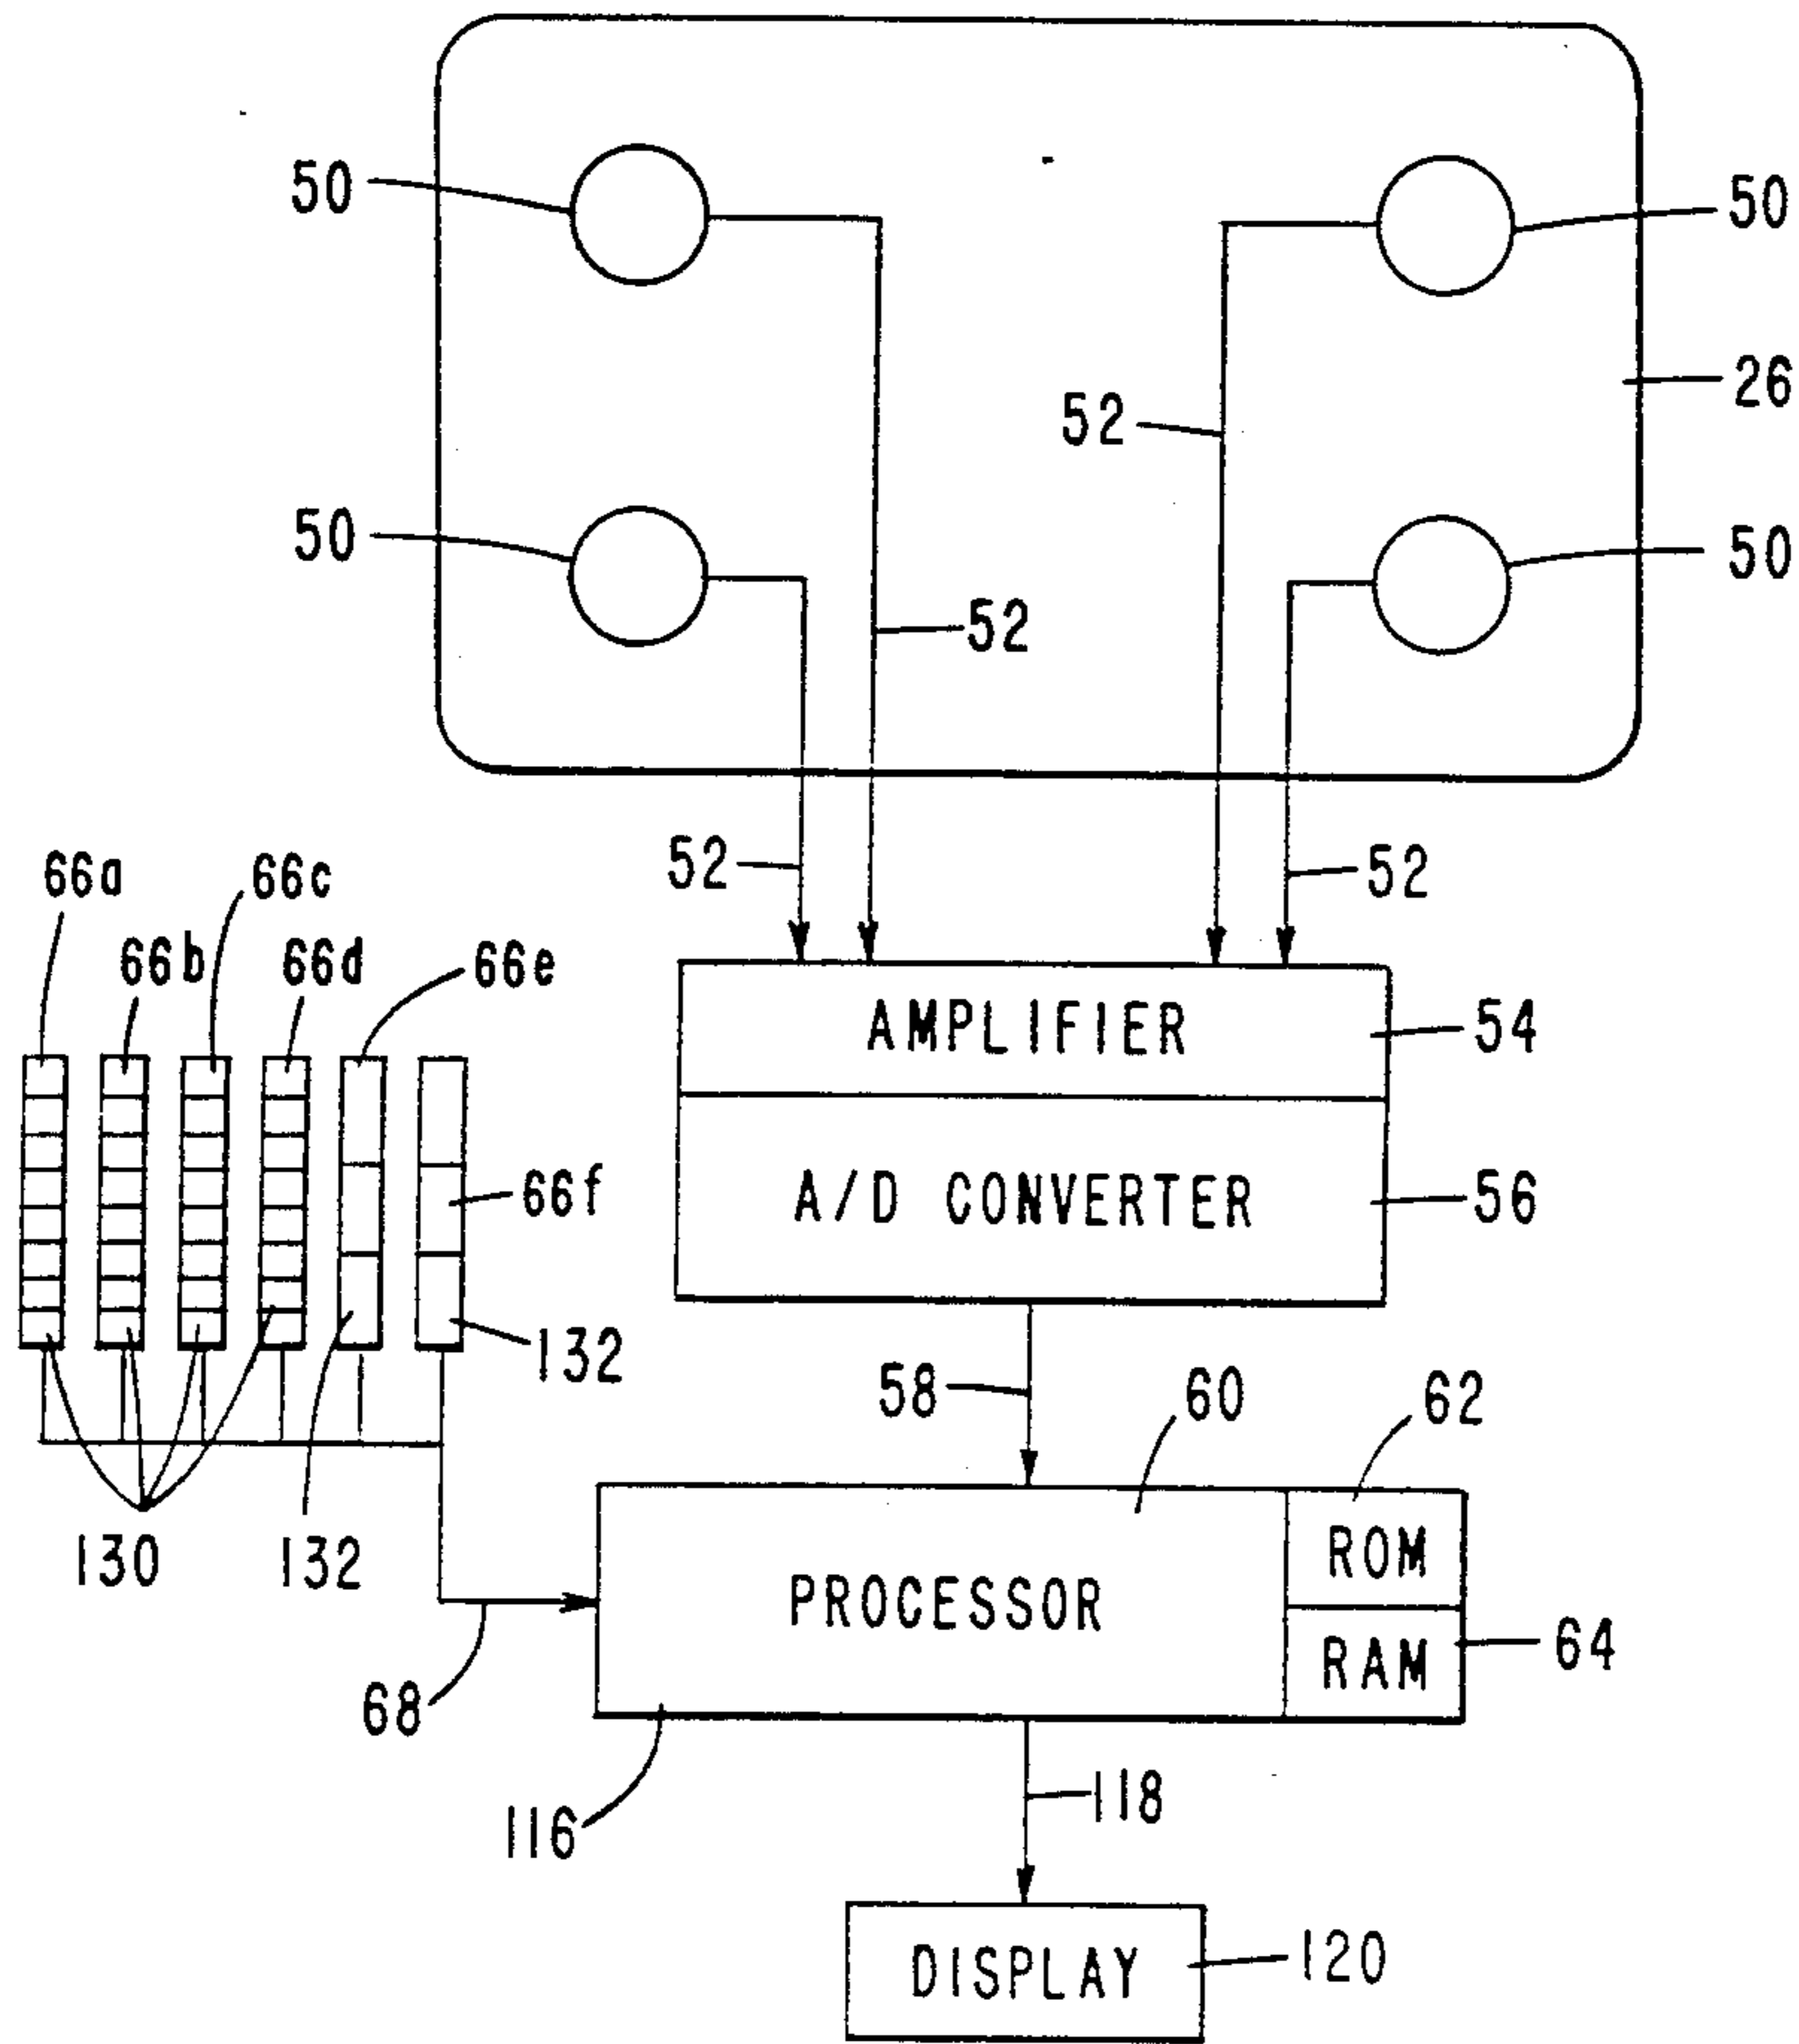 50
50
26
52
50
50
52
52
52
66a
66c
66b
66d
66e
AMPLIFIER
54
66f
A/D CONVERTER
56
132
58
60
62
130
132
PROCESSOR
ROM
RAM
64
68
116
118
DISPLAY
120